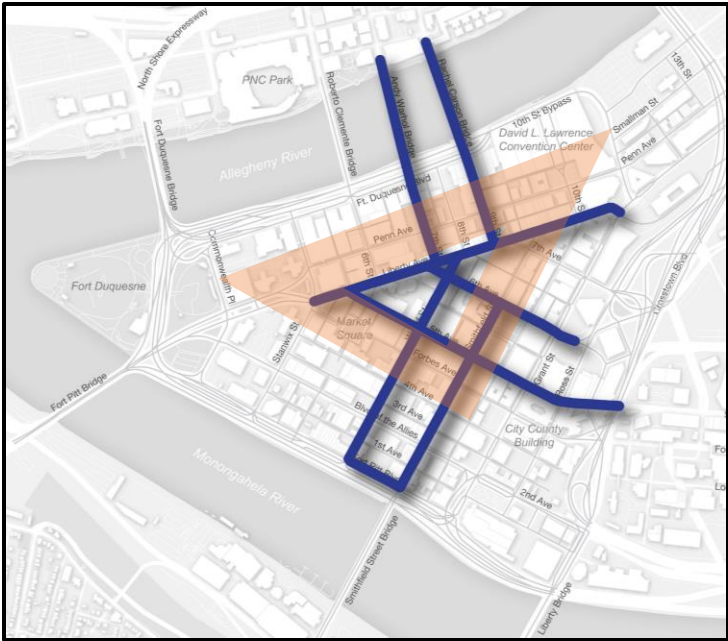 North Shore Expressway
PNC Park
Roberto Clemente Bridge
Andy Warhol Bridge
Rachel Carson Bridge
10th St Bypass
David L. Lawrence
Convention Center
13th St
Smallman St
Penn Ave
Fort Duquesne Bridge
Allegheny River
Ft. Duquesne Blvd
10th St
Penn Ave
6th St
7th Ave
Liberty Ave
Commonwealth Pl
6th St
Fort Duquesne
Market
Square
Stanwix St
Crosstown Blvd
Forbes Ave
Grant St
Ross St
4th Ave
3rd Ave
Blvd of the Allies
1st Ave
City County
Building
Fort Pitt Bridge
Monongahela River
2nd Ave
Smithfield Street Bridge
Liberty Bridge